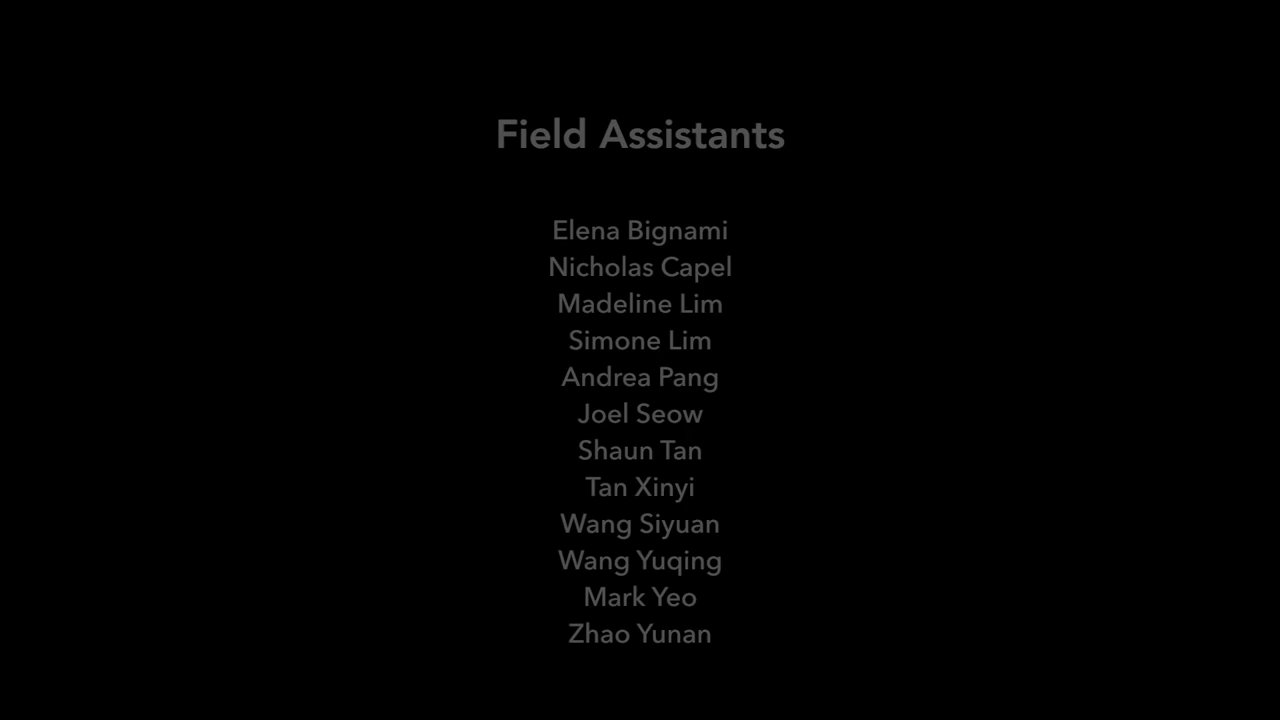 Field Assistants
Elena Bignami
Nicholas Capel
Madeline Lim
Simone Lim
Andrea Pang
Joel Seow
Shaun Tan
Tan Xinyi
Wang Siyuan
Wang Yuqing
Mark Yeo
Zhao Yunan